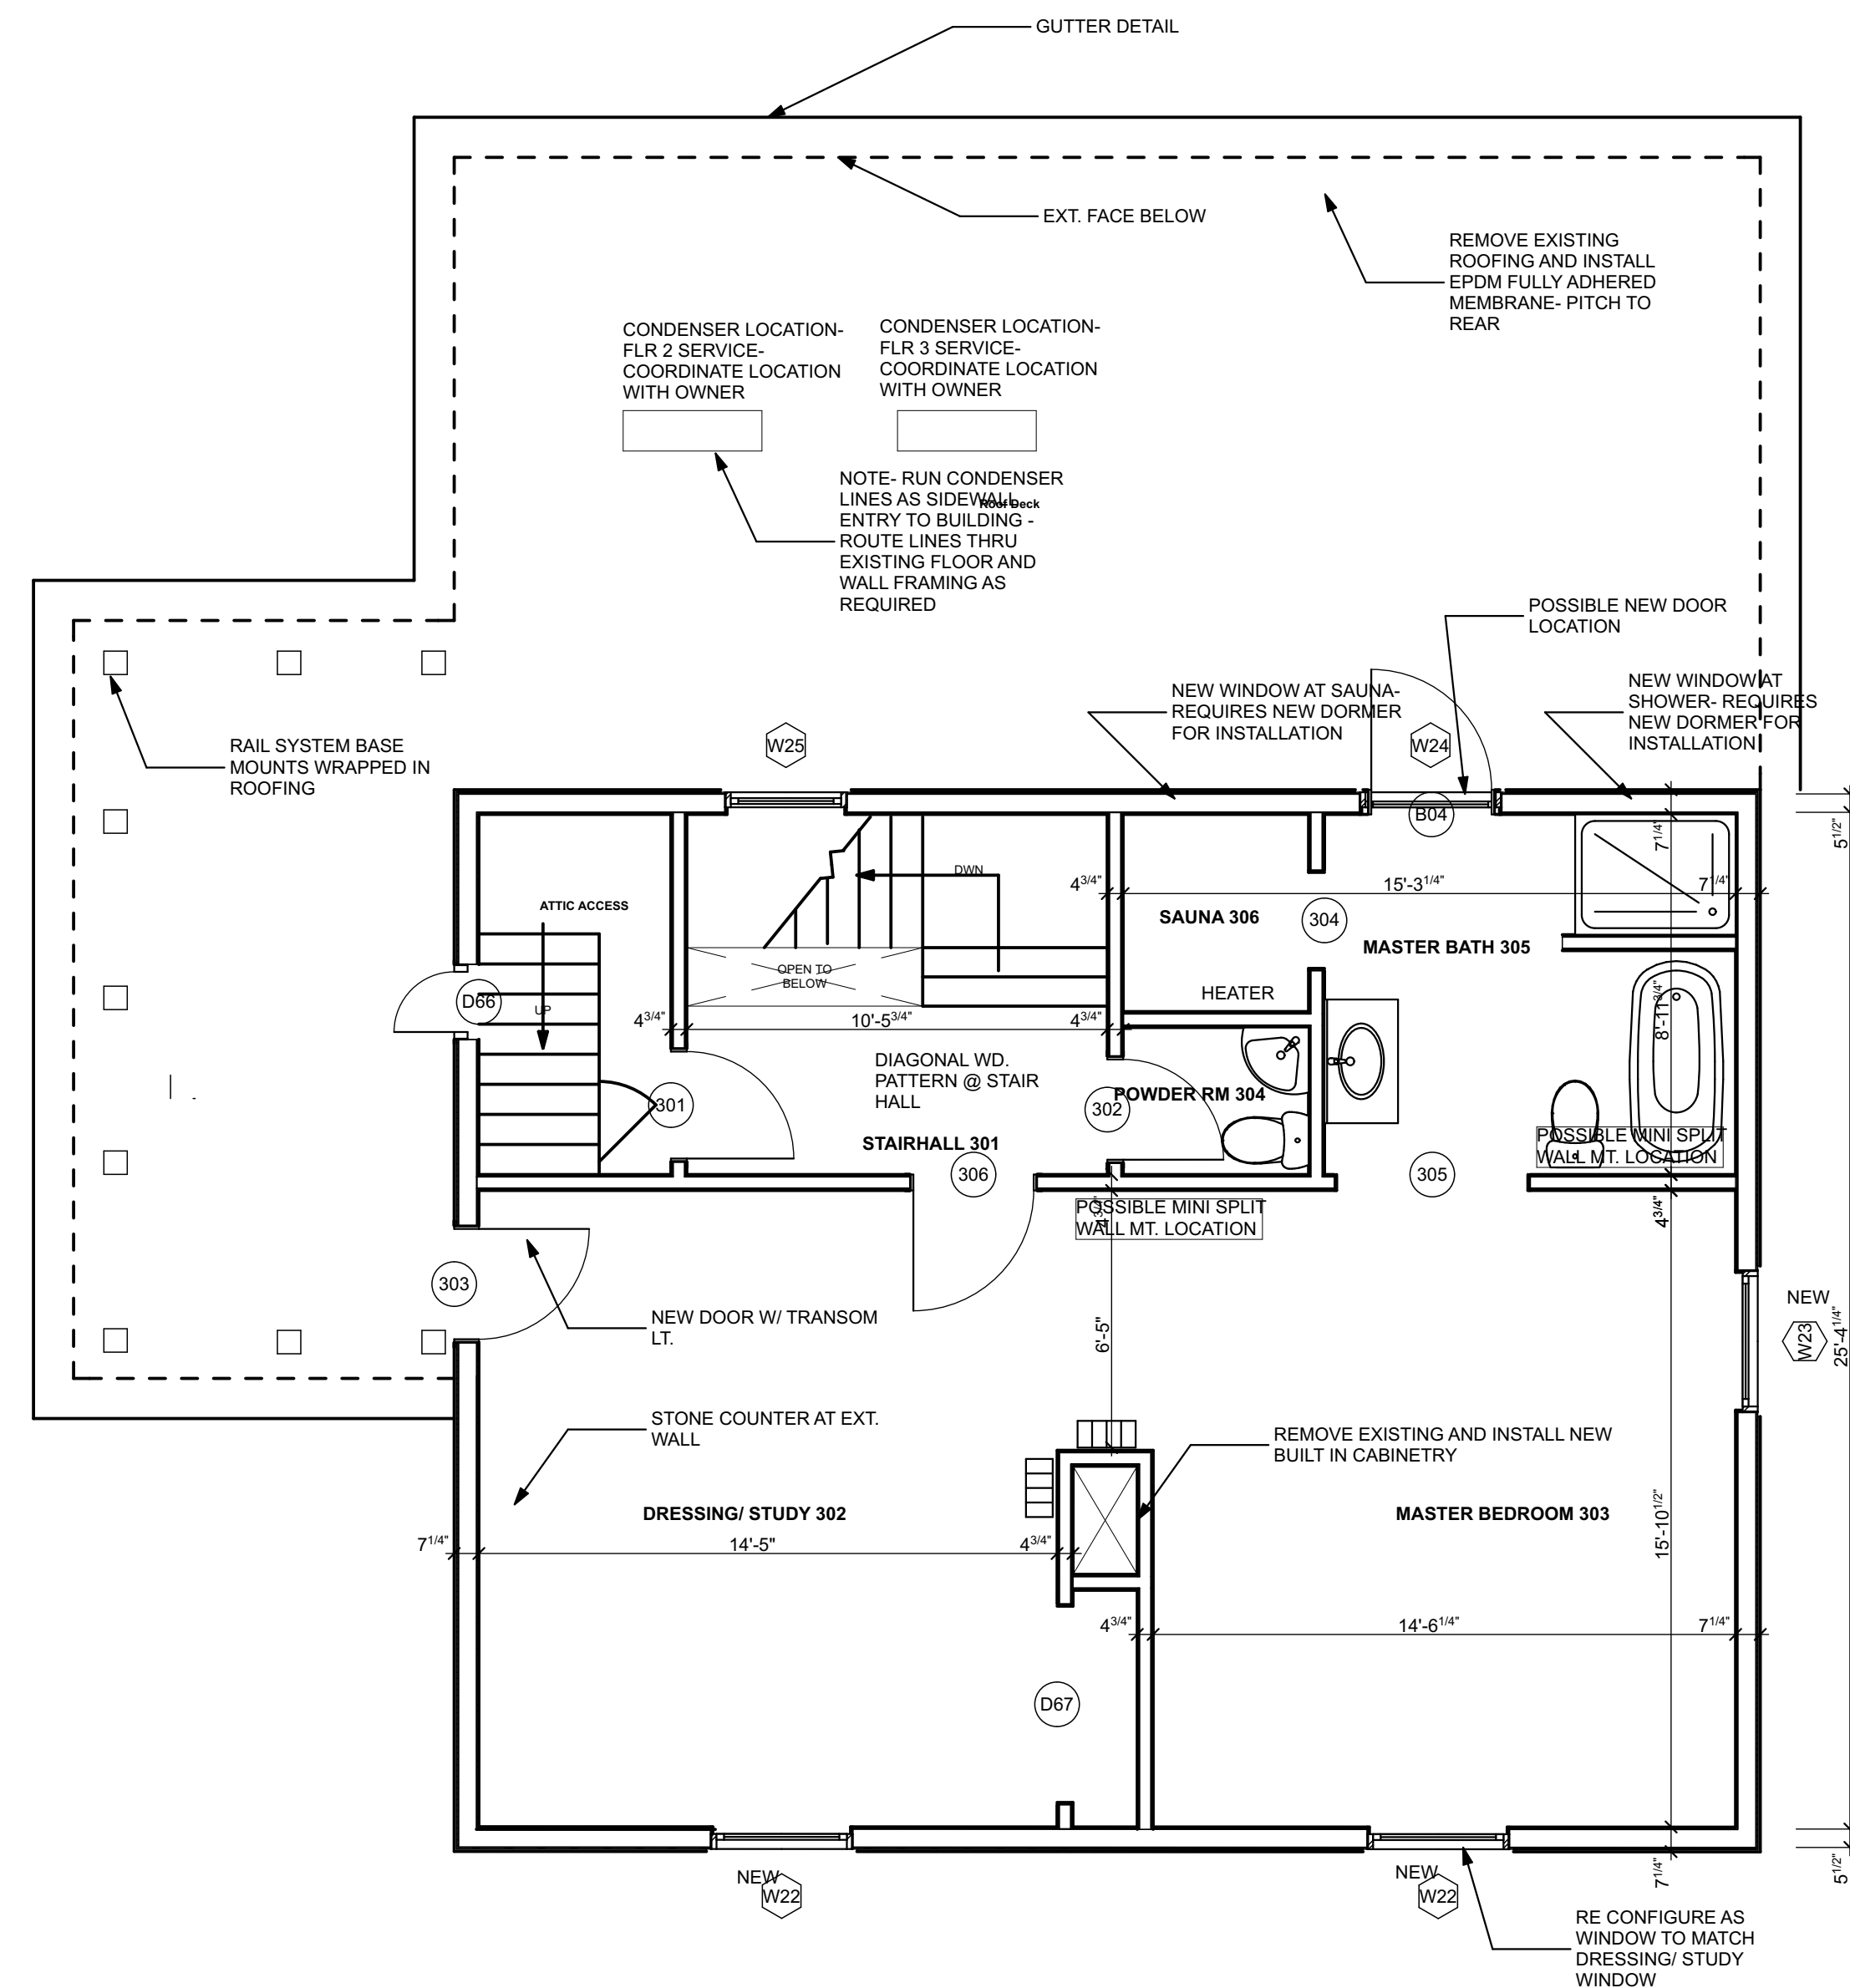 GUTTER DETAIL
EXT. FACE BELOW
REMOVE EXISTING
ROOFING AND INSTALL
EPDM FULLY ADHERED
MEMBRANE- PITCH TO
REAR
CONDENSER LOCATION-
FLR 2 SERVICE-
COORDINATE LOCATION
WITH OWNER
CONDENSER LOCATION-
FLR 3 SERVICE-
COORDINATE LOCATION
WITH OWNER
NOTE- RUN CONDENSER
LINES AS SIDEWALL
ENTRY TO BUILDING -
ROUTE LINES THRU
EXISTING FLOOR AND
WALL FRAMING AS
REQUIRED
Roof Deck
POSSIBLE NEW DOOR
LOCATION
NEW WINDOW AT SAUNA-
REQUIRES NEW DORMER
FOR INSTALLATION
NEW WINDOW AT
SHOWER- REQUIRES
NEW DORMER FOR
INSTALLATION
RAIL SYSTEM BASE
MOUNTS WRAPPED IN
ROOFING
W25
W24
B04
7 1/4"
5 1/2"
DWN
4 3/4"
15'-3 1/4"
7 1/4"
ATTIC ACCESS
SAUNA 306
304
MASTER BATH 305
OPEN TO
BELOW
D66
UP
HEATER
4 3/4"
10'-5 3/4"
4 3/4"
8'-11 3/4"
DIAGONAL WD.
PATTERN @ STAIR
HALL
301
302
POWDER RM 304
STAIRHALL 301
306
305
POSSIBLE MINI SPLIT
WALL MT. LOCATION
POSSIBLE MINI SPLIT
WALL MT. LOCATION
4 3/4"
4 3/4"
303
NEW DOOR W/ TRANSOM
LT.
6'-5"
NEW
W23
25'-4 1/4"
STONE COUNTER AT EXT.
WALL
REMOVE EXISTING AND INSTALL NEW
BUILT IN CABINETRY
DRESSING/ STUDY 302
MASTER BEDROOM 303
7 1/4"
14'-5"
4 3/4"
15'-10 1/2"
4 3/4"
14'-6 1/4"
7 1/4"
D67
NEW
W22
NEW
W22
7 1/4"
5 1/2"
RE CONFIGURE AS
WINDOW TO MATCH
DRESSING/ STUDY
WINDOW